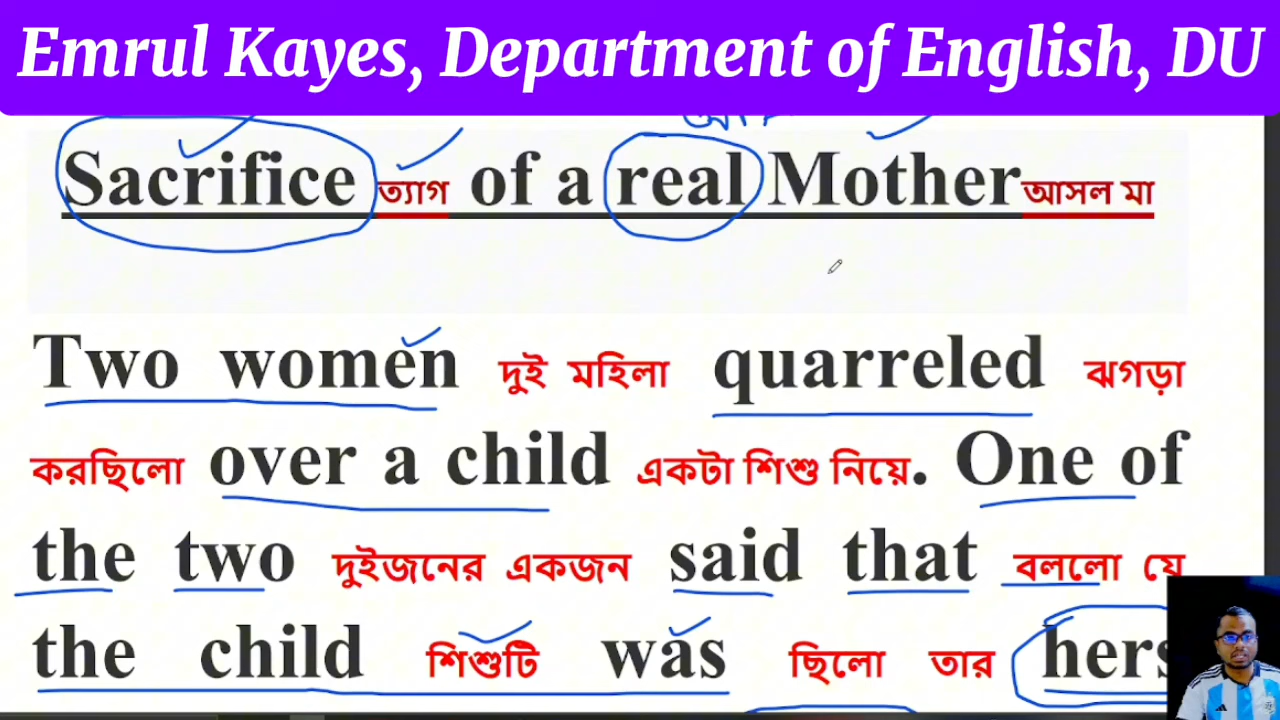 Emrul Kayes, Department of English, DU
Sacrifice ত্যাগ of a real Mother আসল মা
Two women দুই মহিলা quarreled ঝগড়া
করছিলো over a child একটা শিশু নিয়ে. One of
the two দুইজনের একজন said that বললো যে
the child শিশুটি was ছিলো তার hers